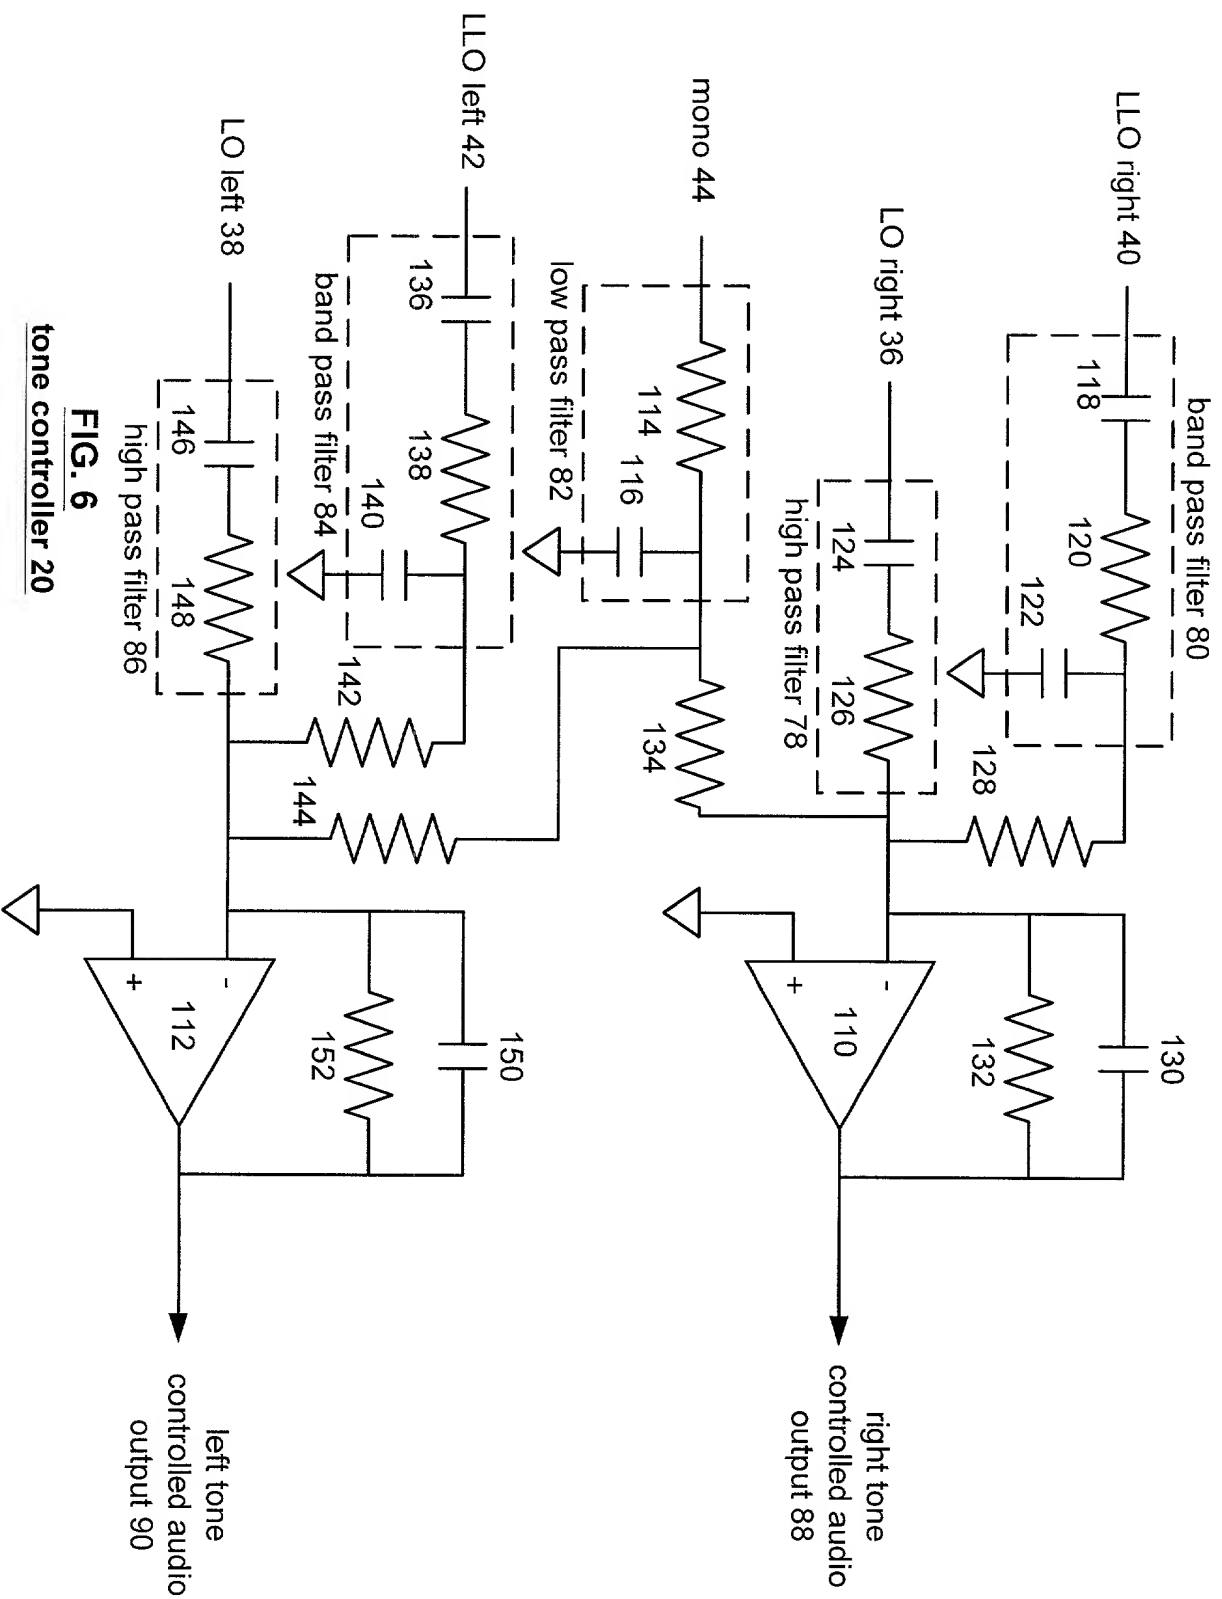 LLO right 40
band pass filter 80
118
120
122
128
130
132
LO right 36
124
126
high pass filter 78
-
+
110
right tone
controlled audio
output 88
mono 44
114
116
low pass filter 82
134
LLO left 42
136
138
140
band pass filter 84
142
144
150
152
LO left 38
146
148
high pass filter 86
-
+
112
left tone
controlled audio
output 90
FIG. 6
tone controller 20